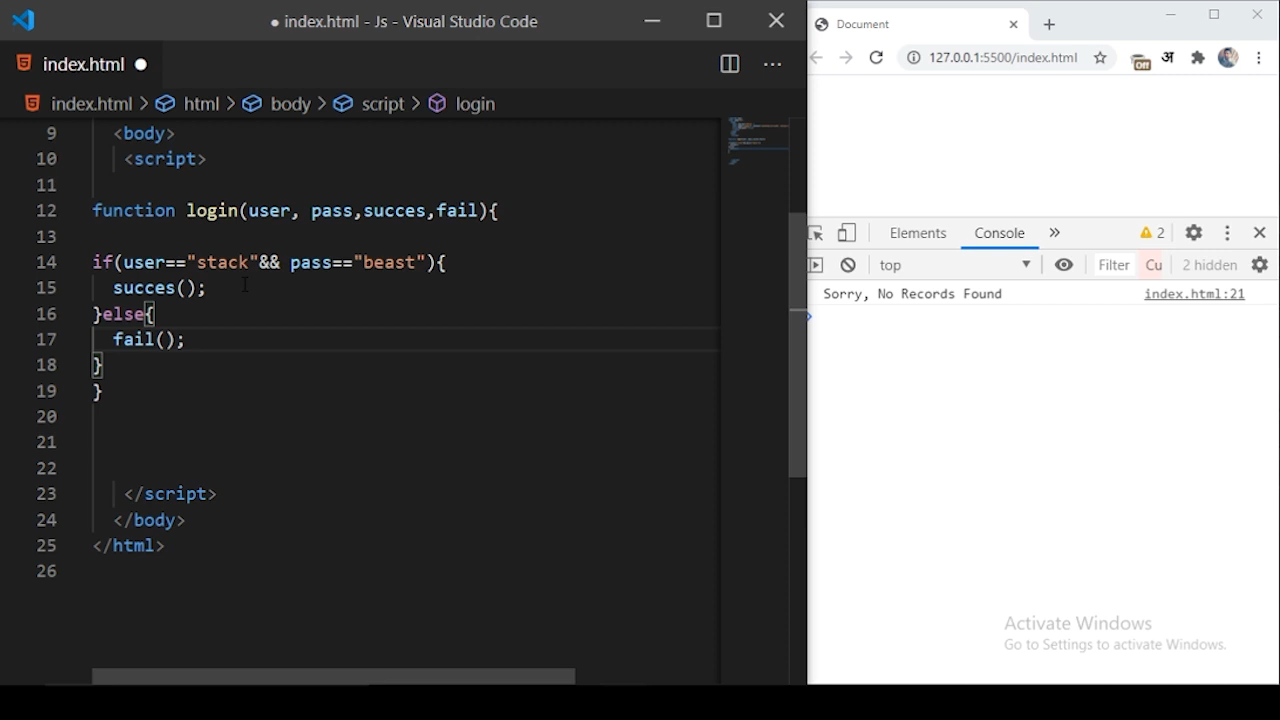 ● index.html - Js - Visual Studio Code
index.html ●
index.html > html > body > script > login
9 <body>
10 <script>
11
12 function login(user, pass,succes,fail){
13
14 if(user=="stack"&& pass=="beast"){
15 succes();
16 }else{
17 fail();
18 }
19 }
20
21
22
23 </script>
24 </body>
25 </html>
26
Document
127.0.0.1:5500/index.html
Off अ
Elements Console » 2
top Filter Cu 2 hidden
Sorry, No Records Found index.html:21
Activate Windows
Go to Settings to activate Windows.